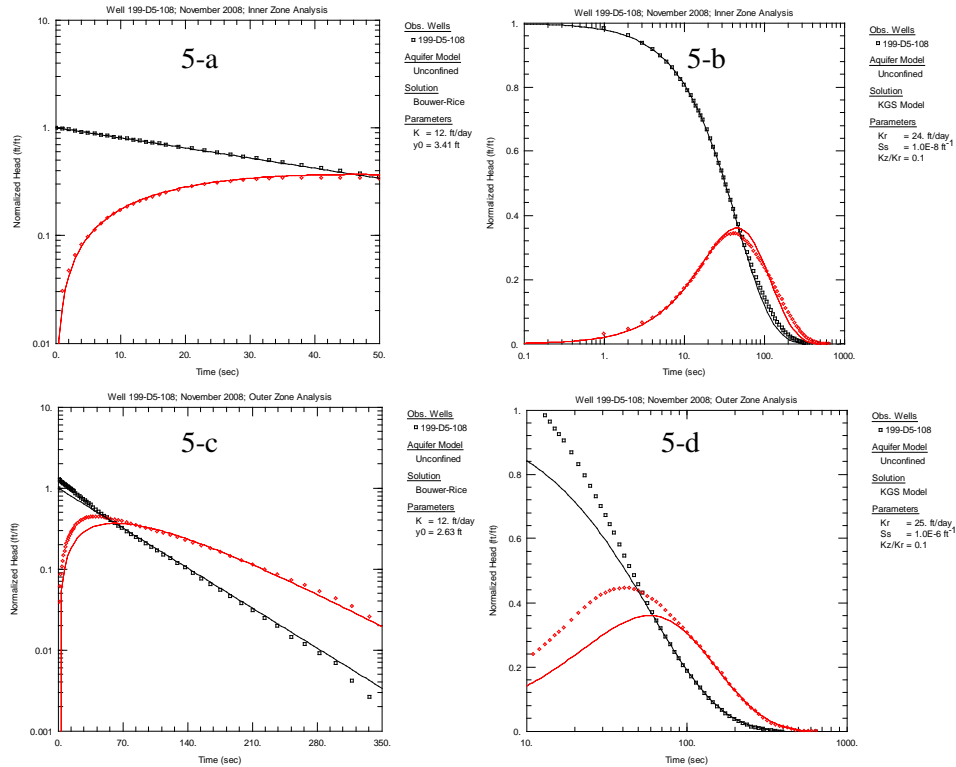 Well 199-D5-108; November 2008; Inner Zone Analysis
5-a
10.
1.
0.1
0.01
Normalized Head (ft/ft)
0. 10. 20. 30. 40. 50.
Time (sec)
Obs. Wells
199-D5-108
Aquifer Model
Unconfined
Solution
Bouwer-Rice
Parameters
K = 12. ft/day
y0 = 3.41 ft
Well 199-D5-108; November 2008; Inner Zone Analysis
5-b
1.
0.8
0.6
0.4
0.2
0.
Normalized Head (ft/ft)
0.1 1. 10. 100. 1000.
Time (sec)
Obs. Wells
199-D5-108
Aquifer Model
Unconfined
Solution
KGS Model
Parameters
Kr = 24. ft/day
Ss = 1.0E-8 ft-1
Kz/Kr = 0.1
Well 199-D5-108; November 2008; Outer Zone Analysis
5-c
10.
1.
0.1
0.01
0.001
Normalized Head (ft/ft)
0. 70. 140. 210. 280. 350.
Time (sec)
Obs. Wells
199-D5-108
Aquifer Model
Unconfined
Solution
Bouwer-Rice
Parameters
K = 12. ft/day
y0 = 2.63 ft
Well 199-D5-108; November 2008; Outer Zone Analysis
5-d
1.
0.8
0.6
0.4
0.2
0.
Normalized Head (ft/ft)
10. 100. 1000.
Time (sec)
Obs. Wells
199-D5-108
Aquifer Model
Unconfined
Solution
KGS Model
Parameters
Kr = 25. ft/day
Ss = 1.0E-6 ft-1
Kz/Kr = 0.1